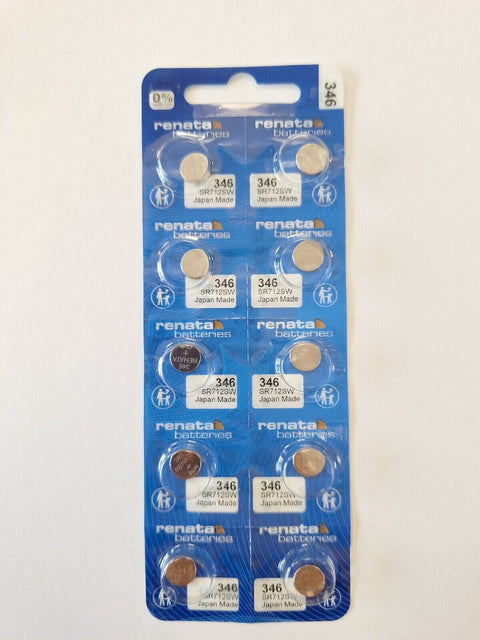 0%
346
renata
batteries
renata
batteries
346
SR712SW
Japan Made
346
SR712SW
Japan Made
renata
batteries
renata
batteries
346
SR712SW
Japan Made
346
SR712SW
Japan Made
renata
batteries
renata
batteries
+
RENATA
346
346
SR712SW
Japan Made
346
SR712SW
Japan Made
renata
batteries
renata
batteries
346
SR712SW
Japan Made
346
SR712SW
Japan Made
renata
batteries
renata
batteries
346
SR712SW
Japan Made
346
SR712SW
Japan Made